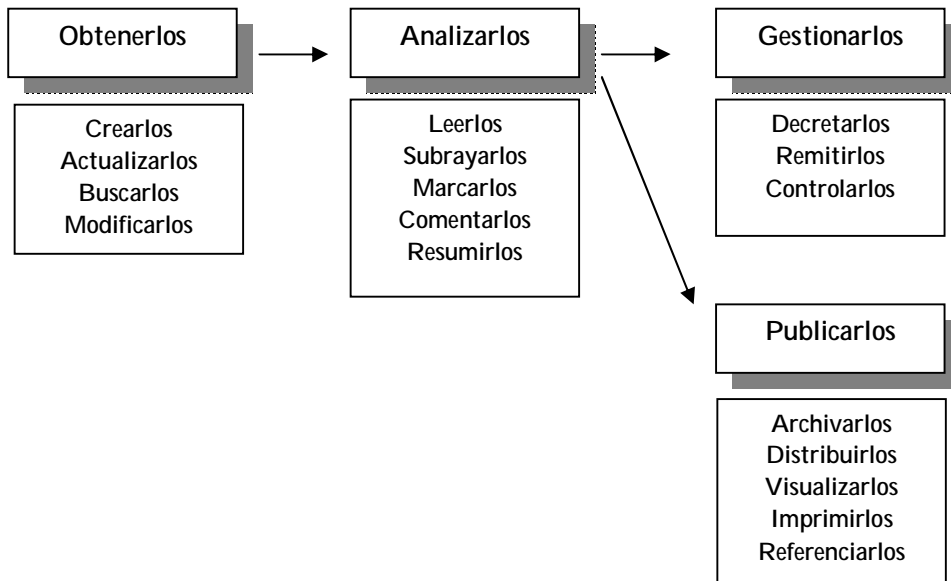 Obtenerlos
Crearlos
Actualizarlos
Buscarlos
Modificarlos
Analizarlos
Leerlos
Subrayarlos
Marcarlos
Comentarlos
Resumirlos
Gestionarlos
Decretarlos
Remitirlos
Controlarlos
Publicarlos
Archivarlos
Distribuirlos
Visualizarlos
Imprimirlos
Referenciarlos